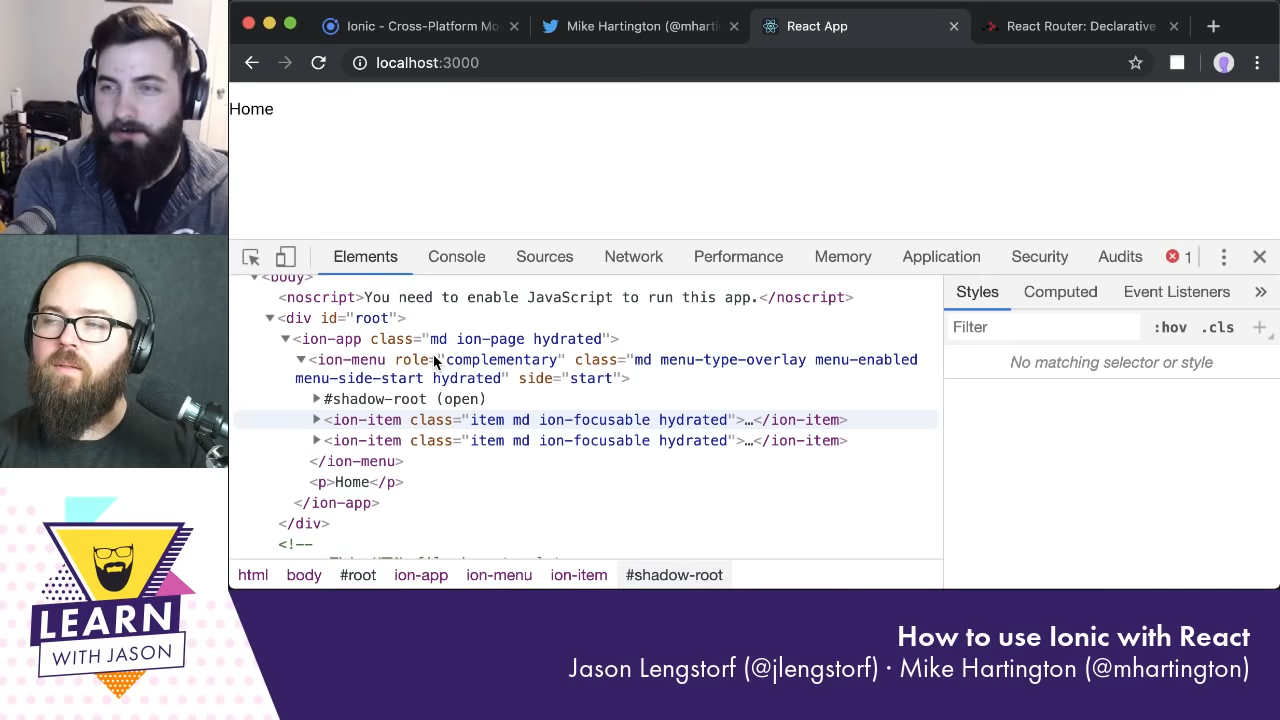 Ionic - Cross-Platform Mo
Mike Hartington (@mharti
React App
React Router: Declarative
localhost:3000
Home
Elements
Console
Sources
Network
Performance
Memory
Application
Security
Audits
1
<body>
<noscript>You need to enable JavaScript to run this app.</noscript>
<div id="root">
<ion-app class="md ion-page hydrated">
<ion-menu role="complementary" class="md menu-type-overlay menu-enabled
menu-side-start hydrated" side="start">
#shadow-root (open)
<ion-item class="item md ion-focusable hydrated">…</ion-item>
<ion-item class="item md ion-focusable hydrated">…</ion-item>
</ion-menu>
<p>Home</p>
</ion-app>
</div>
<!--
html body #root ion-app ion-menu ion-item #shadow-root
Styles Computed Event Listeners »
Filter :hov .cls +
No matching selector or style
LEARN
WITH JASON
How to use Ionic with React
Jason Lengstorf (@jlengstorf) · Mike Hartington (@mhartington)